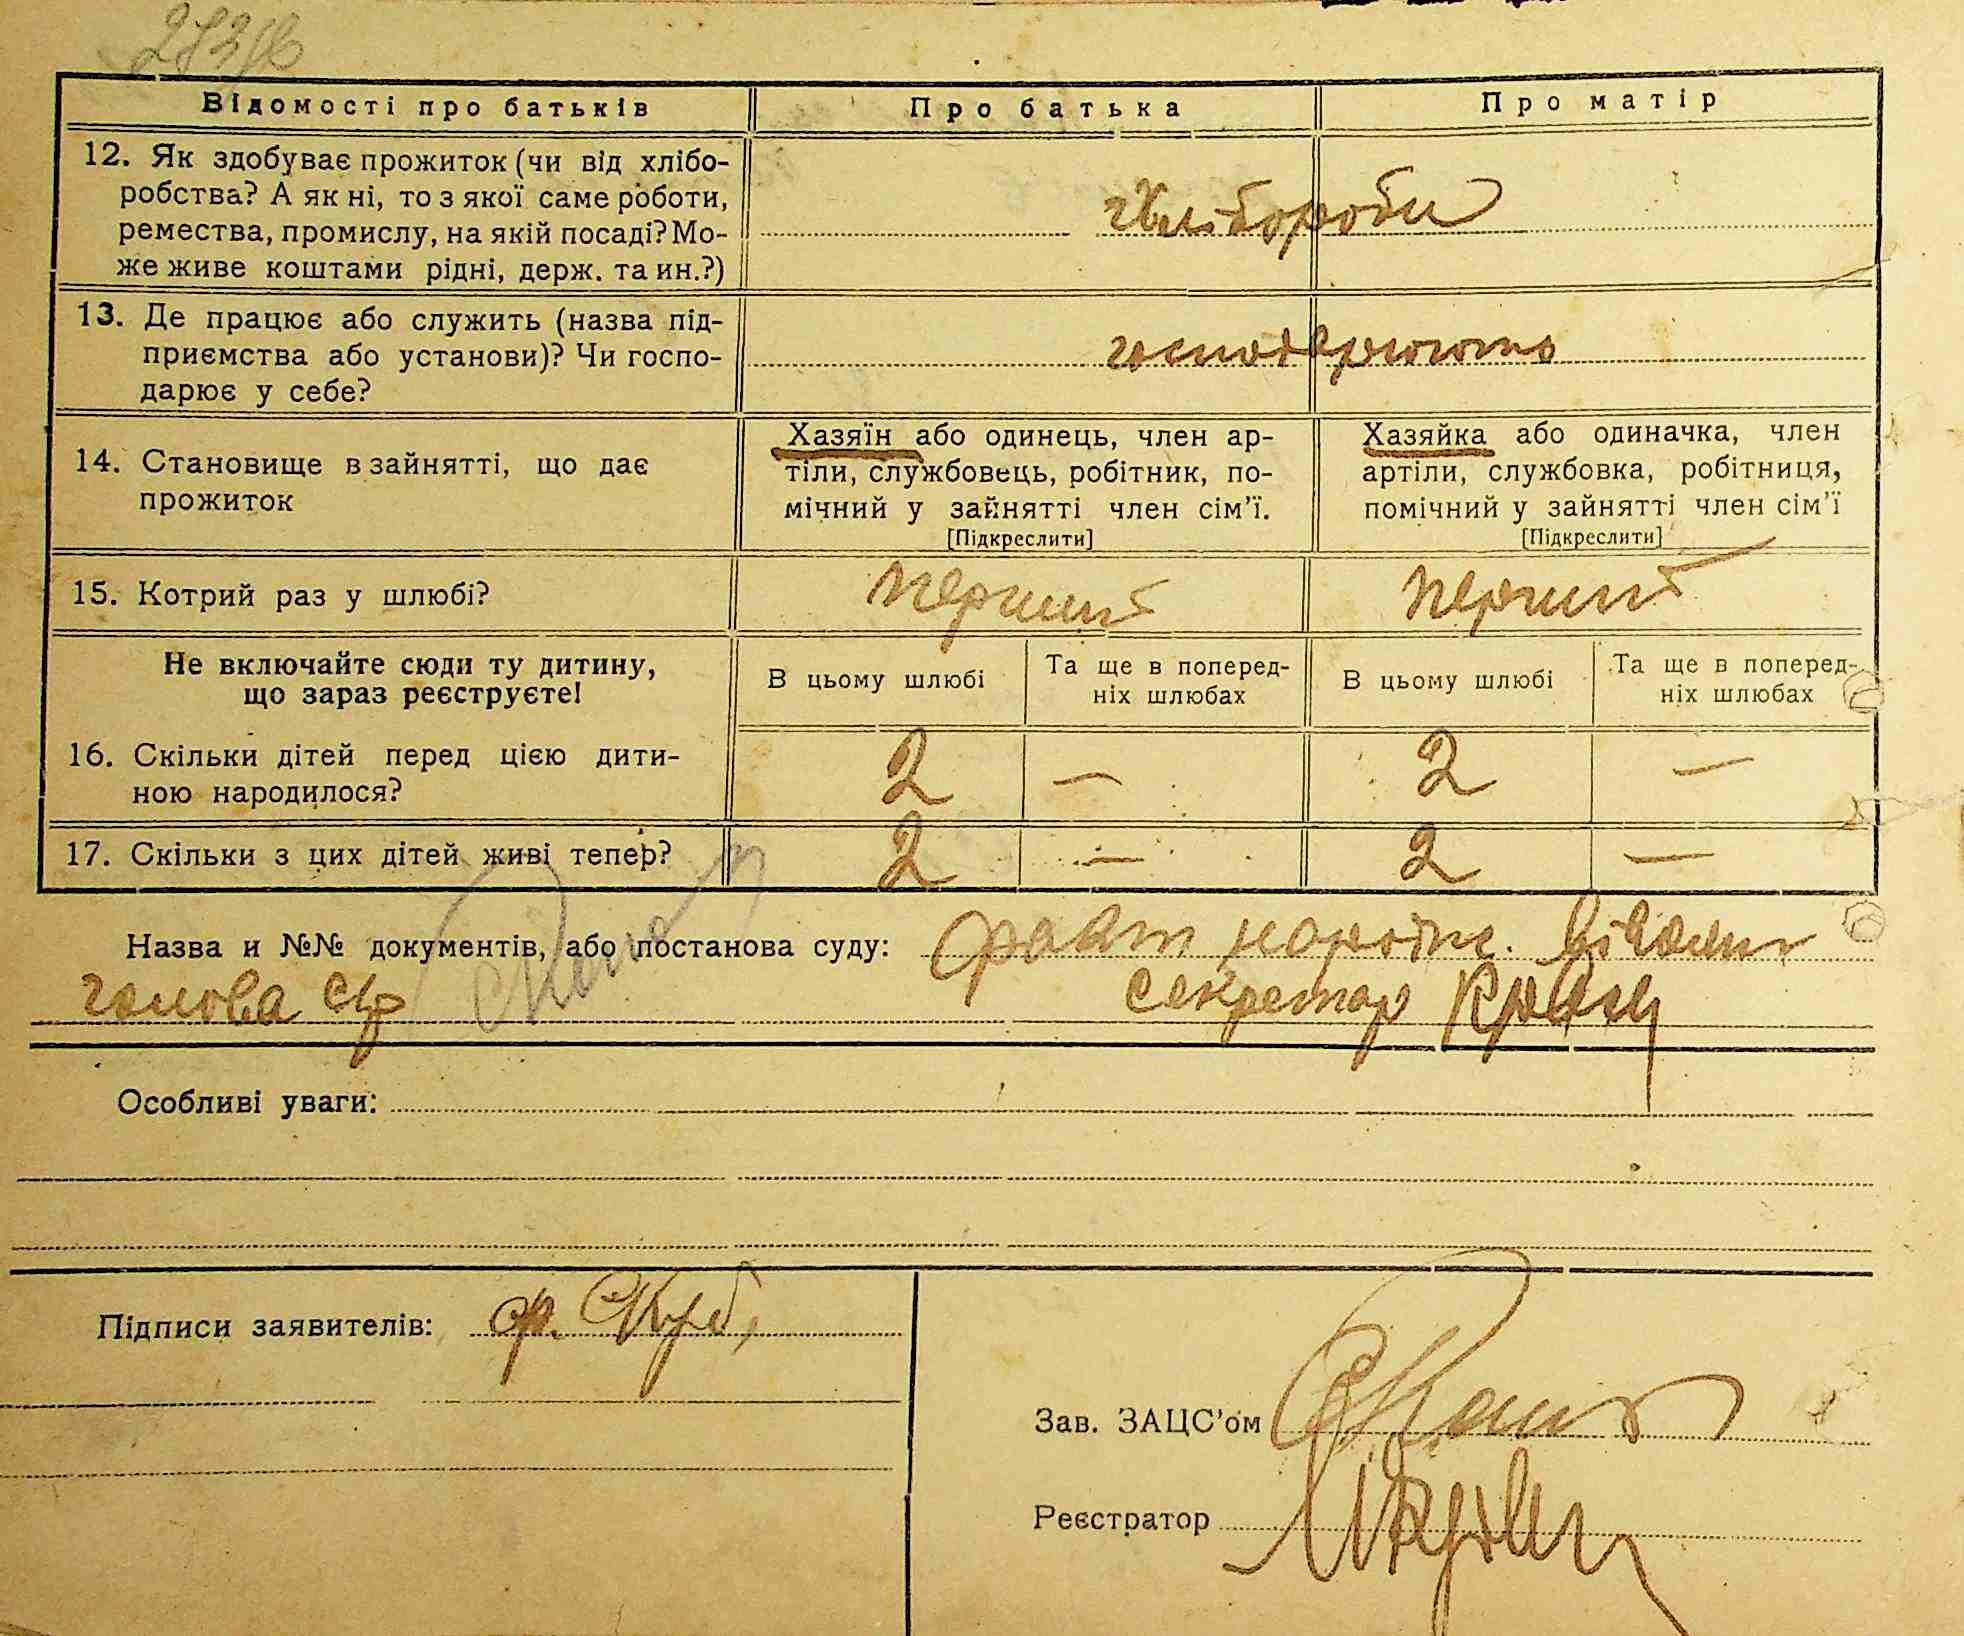 Відомості про батьків Про батька Про матір
12. Як здобуває прожиток (чи від хлібо-
робства? А як ні, то з якої саме роботи,
ремества, промислу, на якій посаді? Мо-
же живе коштами рідні, держ. та ин.?)
хлібороби
13. Де працює або служить (назва під-
приємства або установи)? Чи госпо-
дарює у себе?
господарюють
14. Становище в зайнятті, що дає
прожиток
Хазяїн або одинець, член ар-
тіли, службовець, робітник, по-
мічний у зайнятті член сім'ї.
[Підкреслити]
Хазяйка або одиначка, член
артіли, службовка, робітниця,
помічний у зайнятті член сім'ї
[Підкреслити]
15. Котрий раз у шлюбі? перший перший
Не включайте сюди ту дитину,
що зараз реєструєте!
В цьому шлюбі
Та ще в поперед-
ніх шлюбах
В цьому шлюбі
Та ще в поперед-
ніх шлюбах
16. Скільки дітей перед цією дити-
ною народилося?
2 — 2 —
17. Скільки з цих дітей живі тепер? 2 — 2 —
Назва и №№ документів, або постанова суду: факт народж. відомий
голова с/р секретар
Особливі уваги:
Підписи заявителів:
Зав. ЗАЦС'ом
Реєстратор